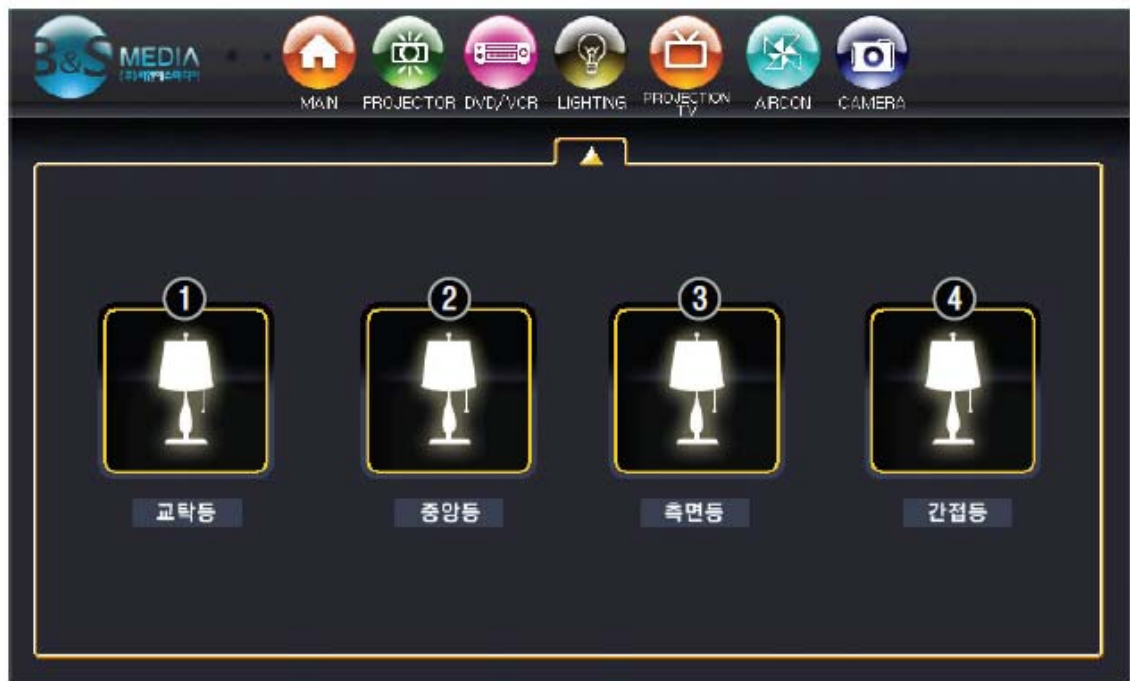 B&S MEDIA
MAIN
PROJECTOR
DVD/VCR
LIGHTING
PROJECTION
TV
AIRCON
CAMERA
1
2
3
4
교탁등
중앙등
측면등
간접등